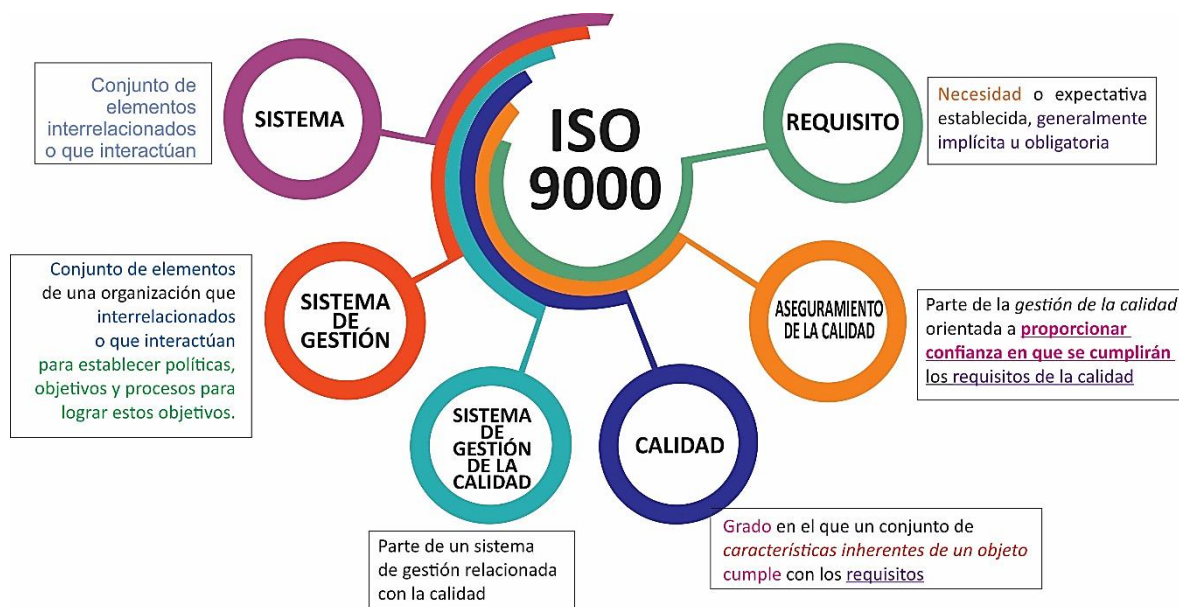 ISO
9000
SISTEMA
Conjunto de
elementos
interrelacionados
o que interactúan
SISTEMA
DE
GESTIÓN
Conjunto de elementos
de una organización que
interrelacionados
o que interactúan
para establecer políticas,
objetivos y procesos para
lograr estos objetivos.
SISTEMA
DE
GESTIÓN
DE LA
CALIDAD
Parte de un sistema
de gestión relacionada
con la calidad
CALIDAD
Grado en el que un conjunto de
características inherentes de un objeto
cumple con los requisitos
ASEGURAMIENTO
DE LA CALIDAD
Parte de la gestión de la calidad
orientada a proporcionar
confianza en que se cumplirán
los requisitos de la calidad
REQUISITO
Necesidad o expectativa
establecida, generalmente
implícita u obligatoria